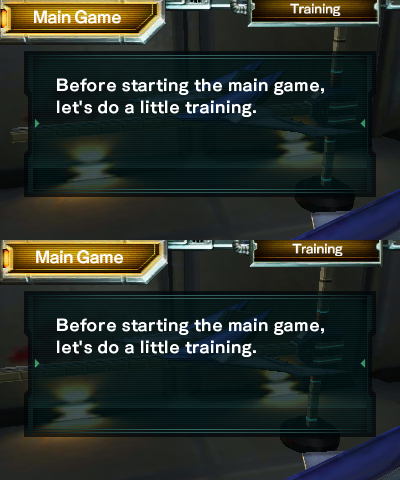 Main Game
Training
Before starting the main game,
let's do a little training.
Main Game
Training
Before starting the main game,
let's do a little training.